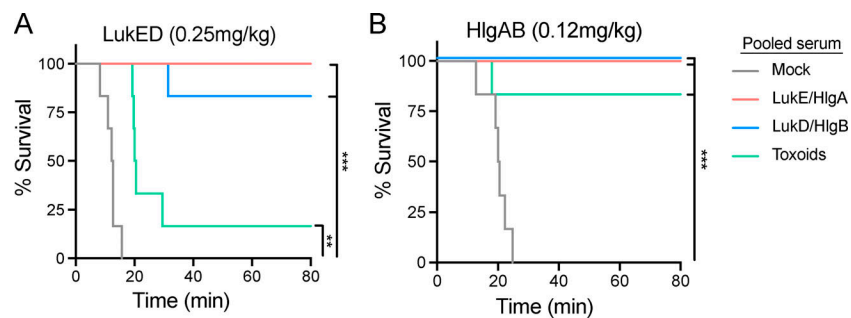 A
LukED (0.25mg/kg)
% Survival
100
75
50
25
0
0 20 40 60 80
Time (min)
***
**
B
HlgAB (0.12mg/kg)
% Survival
100
75
50
25
0
0 20 40 60 80
Time (min)
***
Pooled serum
Mock
LukE/HlgA
LukD/HlgB
Toxoids